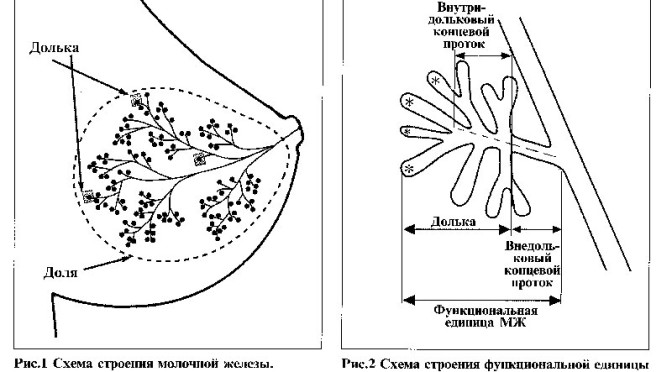 Долька
Доля
Рис.1 Схема строения молочной железы.
Внутри-
дольковый
концевой
проток
Долька
Внедоль-
ковый
концевой
проток
Функциональная
единица МЖ
Рис.2 Схема строения функциональной единицы